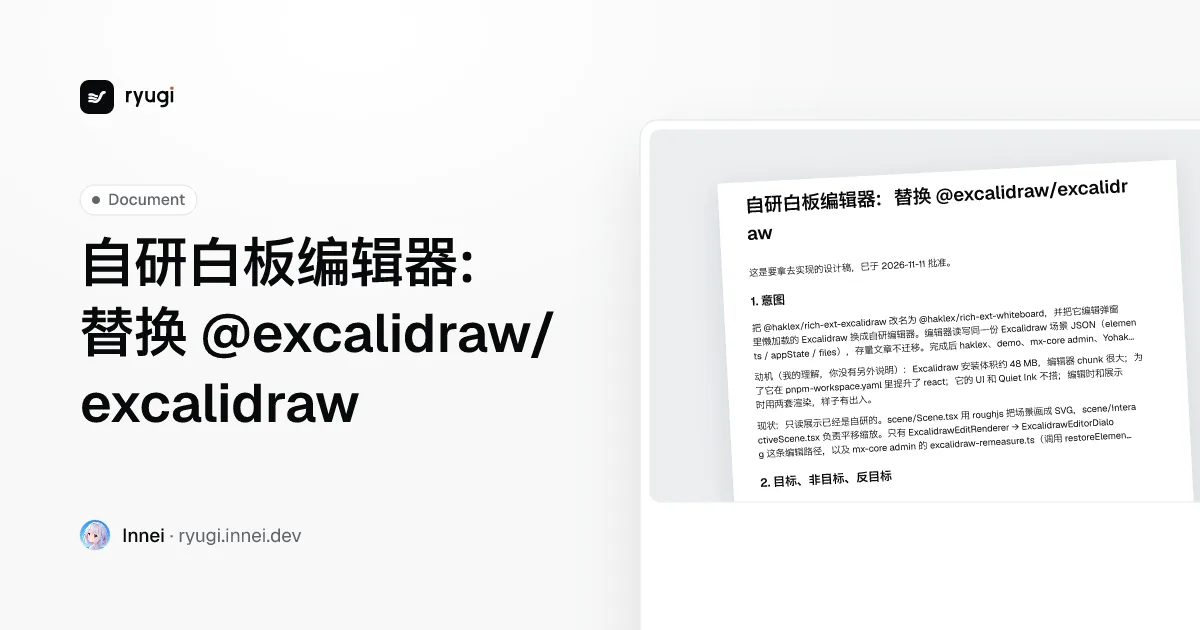 ryugi
Document
自研白板编辑器:
替换 @excalidraw/
excalidraw
Innei · ryugi.innei.dev
自研白板编辑器：替换 @excalidraw/excalidr
aw
这是要拿去实现的设计稿，已于 2026-11-11 批准。
1. 意图
把 @haklex/rich-ext-excalidraw 改名为 @haklex/rich-ext-whiteboard，并把它编辑弹窗
里懒加载的 Excalidraw 换成自研编辑器。编辑器读写同一份 Excalidraw 场景 JSON（elemen
ts / appState / files），存量文章不迁移。完成后 haklex、demo、mx-core admin、Yohak...
动机（我的理解，你没有另外说明）：Excalidraw 安装体积约 48 MB，编辑器 chunk 很大；为
了它在 pnpm-workspace.yaml 里提升了 react；它的 UI 和 Quiet Ink 不搭；编辑时和展示
时用两套渲染，样子有出入。
现状：只读展示已经是自研的。scene/Scene.tsx 用 roughjs 把场景画成 SVG，scene/Intera
ctiveScene.tsx 负责平移缩放。只有 ExcalidrawEditRenderer → ExcalidrawEditorDialo
g 这条编辑路径，以及 mx-core admin 的 excalidraw-remeasure.ts（调用 restoreElemen...
2. 目标、非目标、反目标